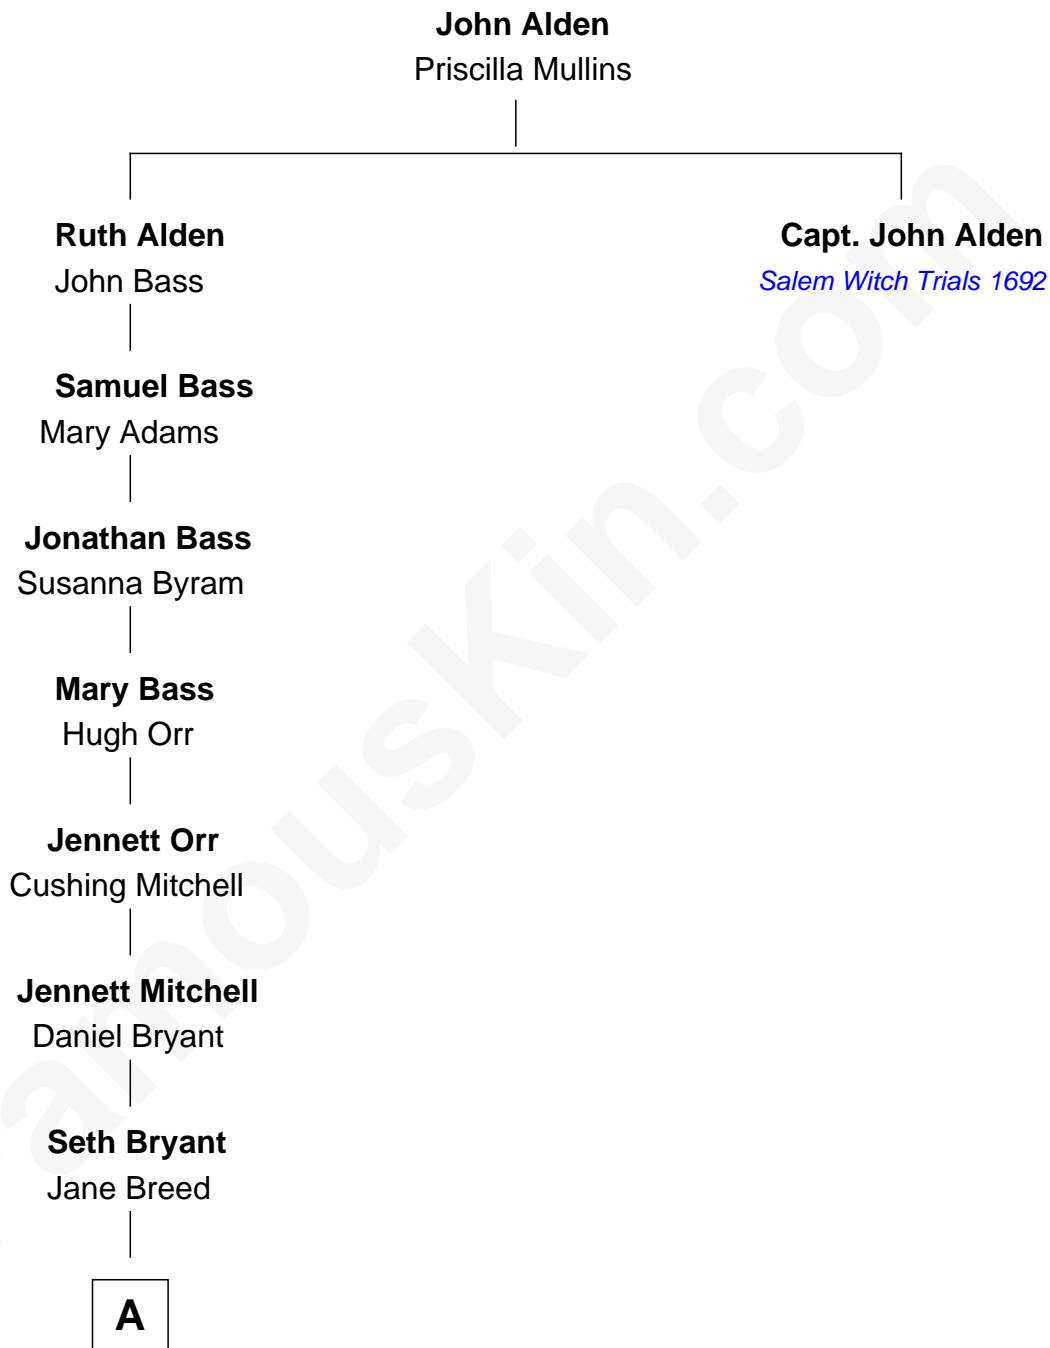 John Alden
Priscilla Mullins
Ruth Alden
John Bass
Capt. John Alden
Salem Witch Trials 1692
Samuel Bass
Mary Adams
Jonathan Bass
Susanna Byram
Mary Bass
Hugh Orr
Jennett Orr
Cushing Mitchell
Jennett Mitchell
Daniel Bryant
Seth Bryant
Jane Breed
A
amouskin.com